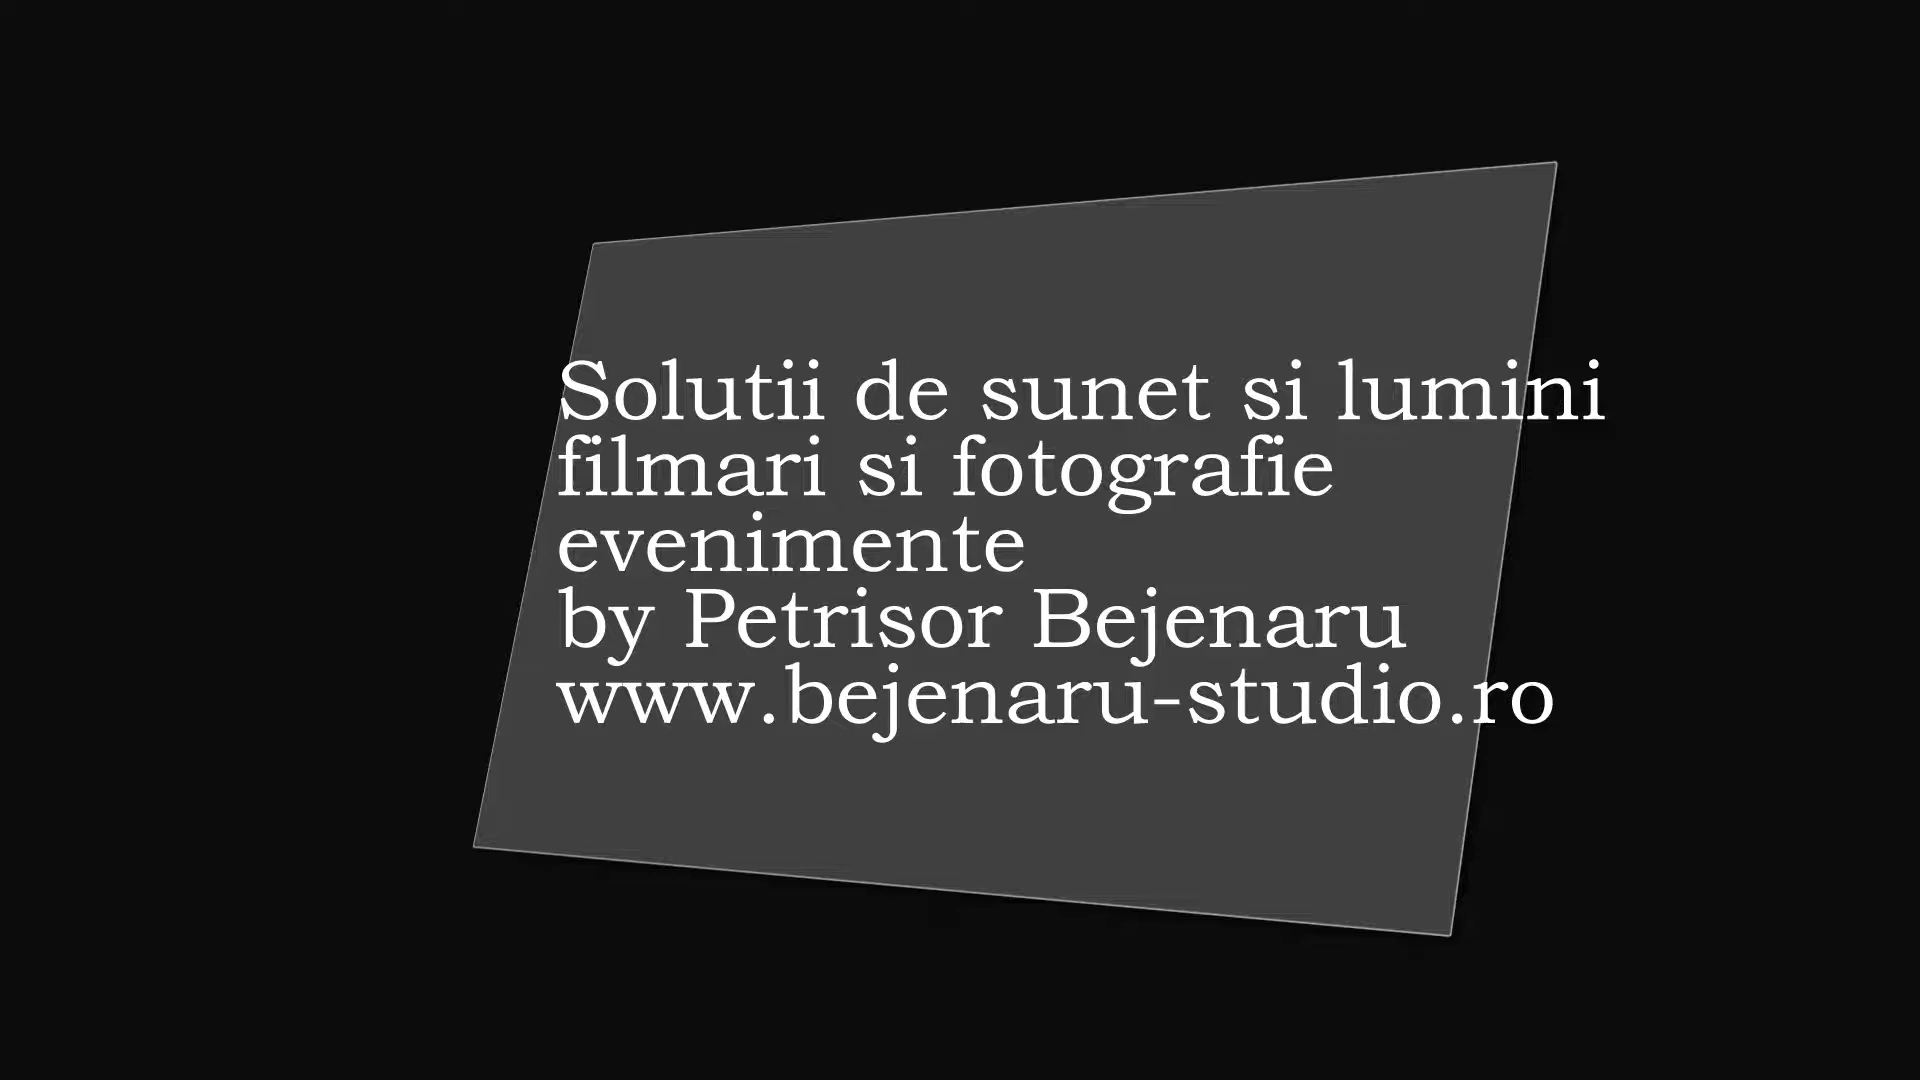 Solutii de sunet si lumini
filmari si fotografie
evenimente
by Petrisor Bejenaru
www.bejenaru-studio.ro